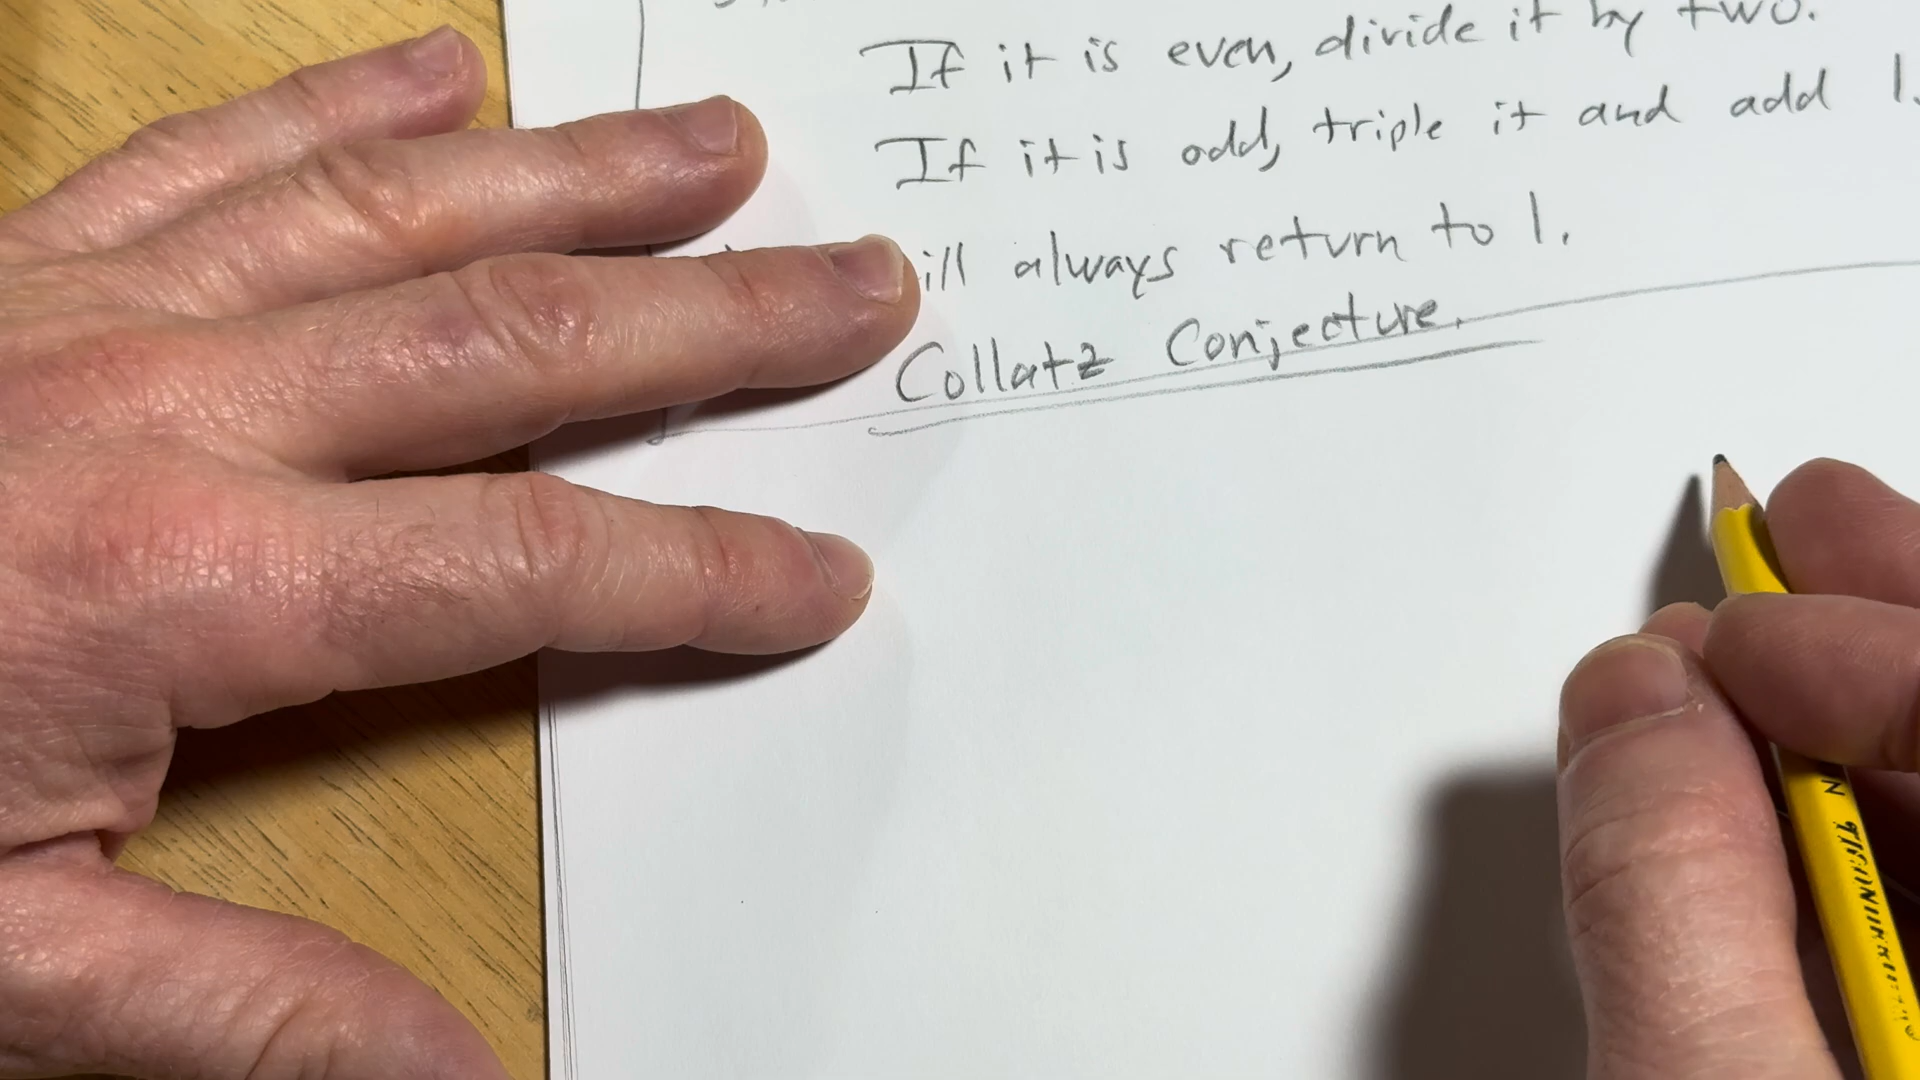 If it is even, divide it by two.
If it is odd, triple it and add 1.
ill always return to 1.
Collatz Conjecture.
TICONDEROGA